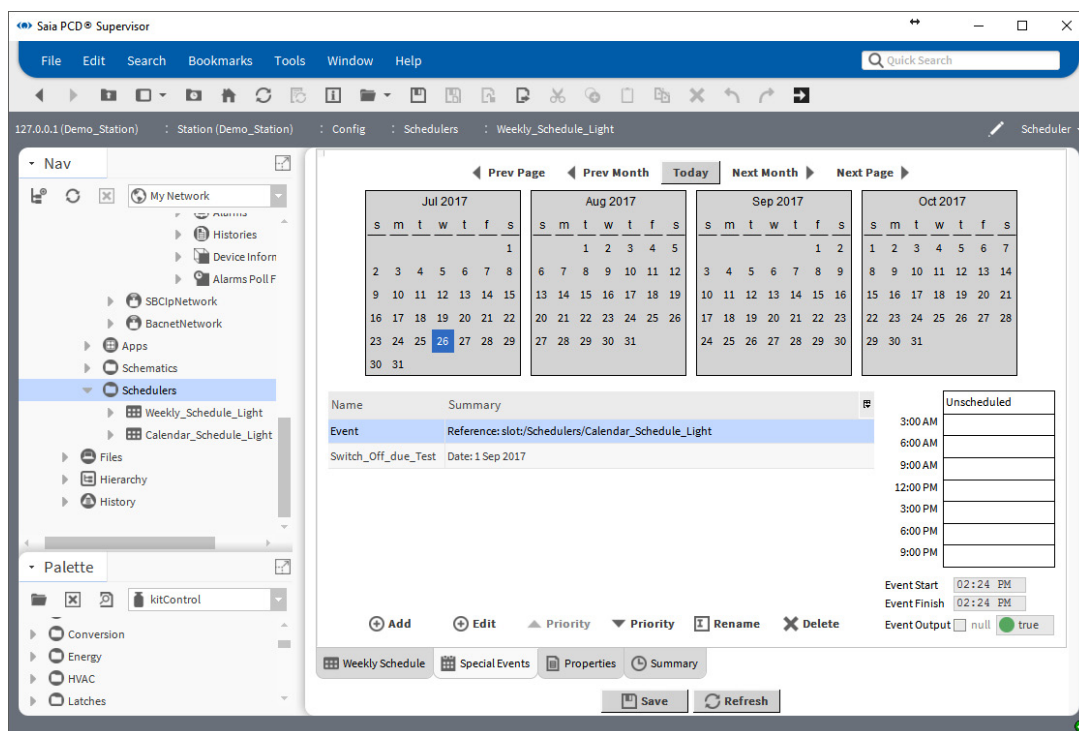 Saia PCD® Supervisor
File Edit Search Bookmarks Tools Window Help
Quick Search
127.0.0.1 (Demo_Station) : Station (Demo_Station) : Config : Schedulers : Weekly_Schedule_Light
Scheduler
Nav
My Network
Alarms
Histories
Device Inform
Alarms Poll F
SBCIpNetwork
BacnetNetwork
Apps
Schematics
Schedulers
Weekly_Schedule_Light
Calendar_Schedule_Light
Files
Hierarchy
History
Palette
kitControl
Conversion
Energy
HVAC
Latches
Prev Page Prev Month Today Next Month Next Page
Jul 2017
s m t w t f s
1
2 3 4 5 6 7 8
9 10 11 12 13 14 15
16 17 18 19 20 21 22
23 24 25 26 27 28 29
30 31
Aug 2017
s m t w t f s
1 2 3 4 5
6 7 8 9 10 11 12
13 14 15 16 17 18 19
20 21 22 23 24 25 26
27 28 29 30 31
Sep 2017
s m t w t f s
1 2
3 4 5 6 7 8 9
10 11 12 13 14 15 16
17 18 19 20 21 22 23
24 25 26 27 28 29 30
Oct 2017
s m t w t f s
1 2 3 4 5 6 7
8 9 10 11 12 13 14
15 16 17 18 19 20 21
22 23 24 25 26 27 28
29 30 31
Name Summary
Event Reference: slot:/Schedulers/Calendar_Schedule_Light
Switch_Off_due_Test Date: 1 Sep 2017
Unscheduled
3:00 AM
6:00 AM
9:00 AM
12:00 PM
3:00 PM
6:00 PM
9:00 PM
Event Start 02:24 PM
Event Finish 02:24 PM
Event Output null true
Add Edit Priority Priority Rename Delete
Weekly Schedule Special Events Properties Summary
Save Refresh